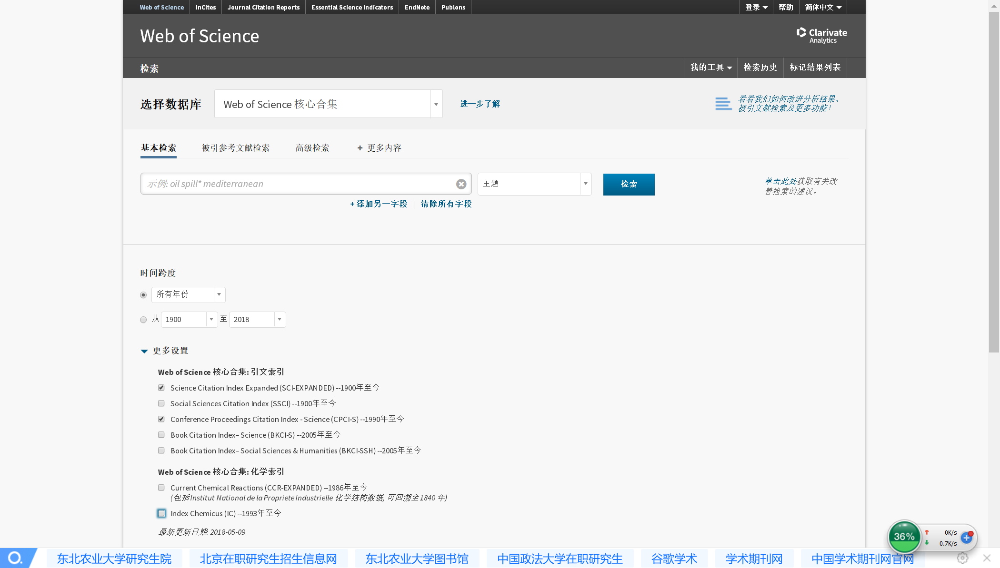 Web of Science InCites Journal Citation Reports Essential Science Indicators EndNote Publons 登录 帮助 简体中文
Web of Science
Clarivate
Analytics
检索 我的工具 检索历史 标记结果列表
选择数据库 Web of Science 核心合集 进一步了解
看看我们如何改进分析结果、
被引文献检索及更多功能!
基本检索 被引参考文献检索 高级检索 + 更多内容
示例: oil spill* mediterranean 主题 检索
单击此处获取有关改
善检索的建议。
+ 添加另一字段 | 清除所有字段
时间跨度
所有年份
从 1900 至 2018
更多设置
Web of Science 核心合集: 引文索引
Science Citation Index Expanded (SCI-EXPANDED) --1900年至今
Social Sciences Citation Index (SSCI) --1900年至今
Conference Proceedings Citation Index - Science (CPCI-S) --1990年至今
Book Citation Index– Science (BKCI-S) --2005年至今
Book Citation Index– Social Sciences & Humanities (BKCI-SSH) --2005年至今
Web of Science 核心合集: 化学索引
Current Chemical Reactions (CCR-EXPANDED) --1986年至今
(包括 Institut National de la Propriete Industrielle 化学结构数据, 可回溯至 1840 年)
Index Chemicus (IC) --1993年至今
最新更新日期: 2018-05-09
36% 0K/s
0.7K/s
东北农业大学研究生院 北京在职研究生招生信息网 东北农业大学图书馆 中国政法大学在职研究生 谷歌学术 学术期刊网 中国学术期刊网官网